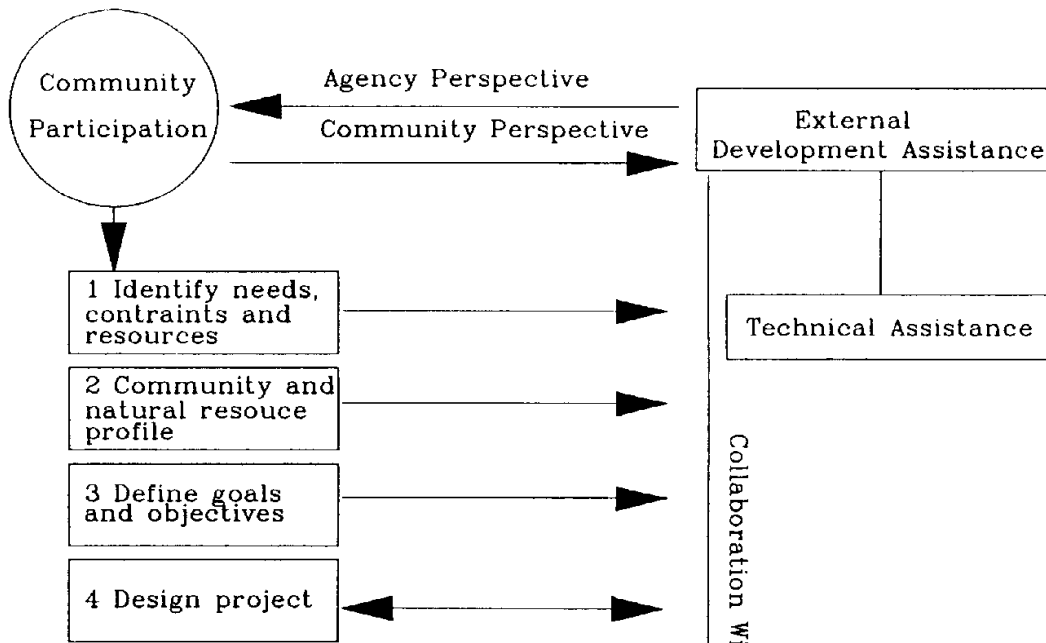 Community
Participation
Agency Perspective
Community Perspective
External
Development Assistance
1 Identify needs,
contraints and
resources
Technical Assistance
2 Community and
natural resouce
profile
3 Define goals
and objectives
4 Design project
Collaboration